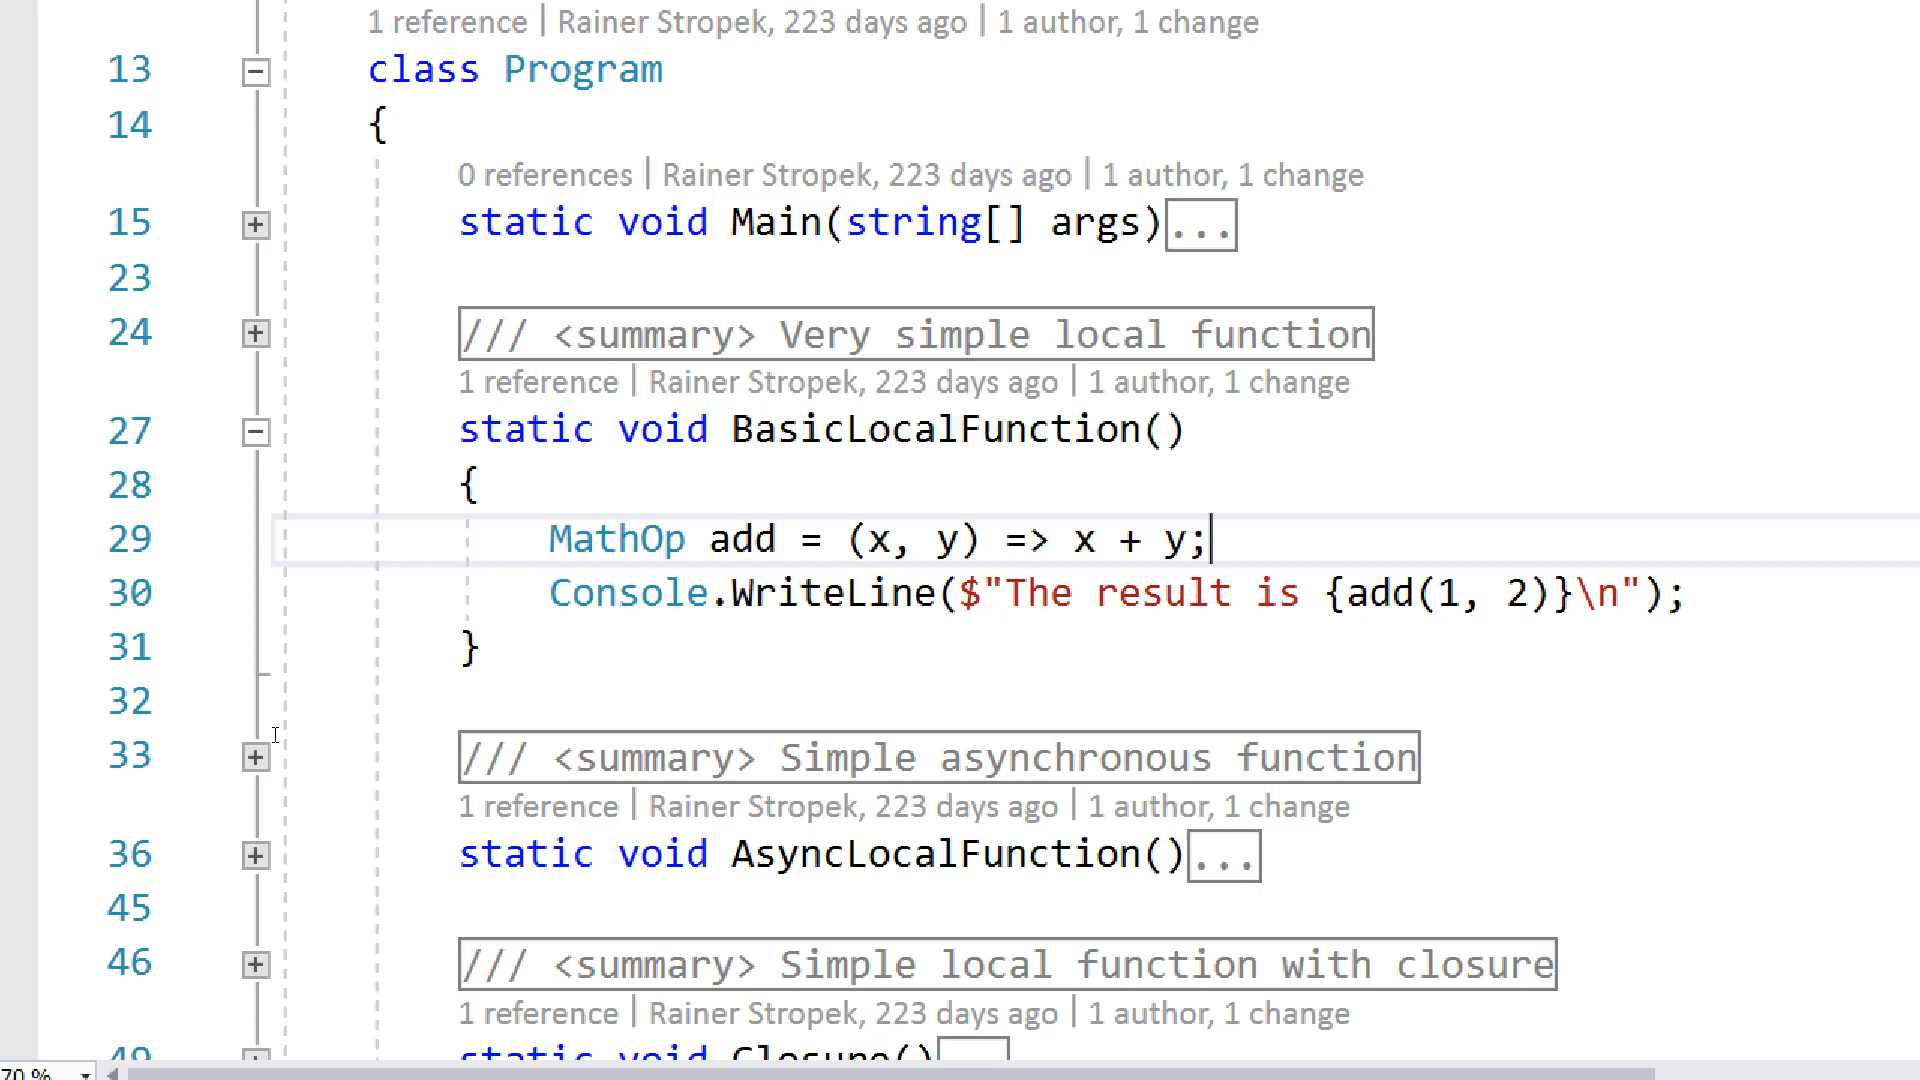 1 reference | Rainer Stropek, 223 days ago | 1 author, 1 change
13 class Program
14 {
0 references | Rainer Stropek, 223 days ago | 1 author, 1 change
15 static void Main(string[] args)...
23
24 /// <summary> Very simple local function
1 reference | Rainer Stropek, 223 days ago | 1 author, 1 change
27 static void BasicLocalFunction()
28 {
29 MathOp add = (x, y) => x + y;
30 Console.WriteLine($"The result is {add(1, 2)}\n");
31 }
32
33 /// <summary> Simple asynchronous function
1 reference | Rainer Stropek, 223 days ago | 1 author, 1 change
36 static void AsyncLocalFunction()...
45
46 /// <summary> Simple local function with closure
1 reference | Rainer Stropek, 223 days ago | 1 author, 1 change
49 static void Closure()
70 %